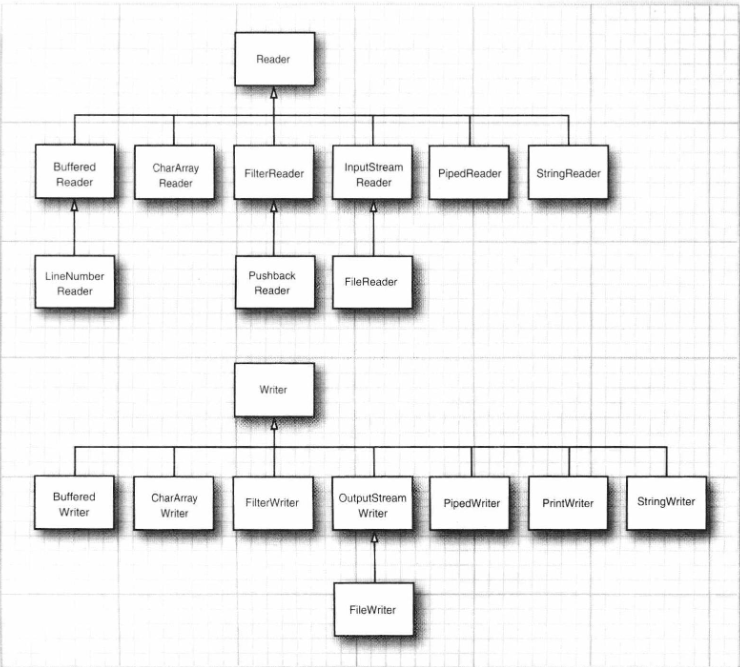 Reader
Buffered
Reader
CharArray
Reader
FilterReader
InputStream
Reader
PipedReader
StringReader
LineNumber
Reader
Pushback
Reader
FileReader
Writer
Buffered
Writer
CharArray
Writer
FilterWriter
OutputStream
Writer
PipedWriter
PrintWriter
StringWriter
FileWriter